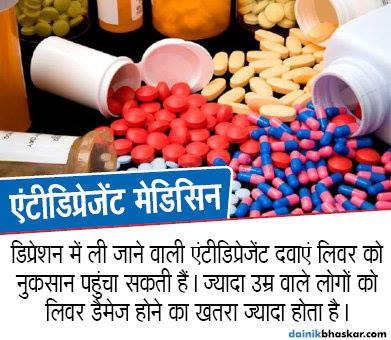 एंटीडिप्रेजेंट मेडिसिन
डिप्रेशन में ली जाने वाली एंटीडिप्रेजेंट दवाएं लिवर को
नुकसान पहुंचा सकती हैं। ज्यादा उम्र वाले लोगों को
लिवर डैमेज होने का खतरा ज्यादा होता है।
dainikbhaskar.com